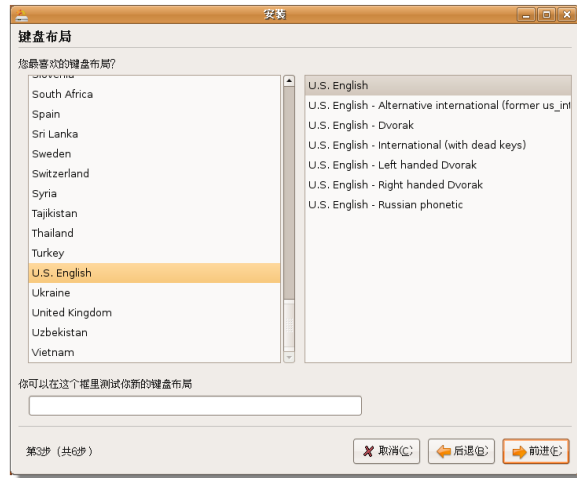 安装
键盘布局
您最喜欢的键盘布局?
Slovenia
South Africa
Spain
Sri Lanka
Sweden
Switzerland
Syria
Tajikistan
Thailand
Turkey
U.S. English
Ukraine
United Kingdom
Uzbekistan
Vietnam
U.S. English
U.S. English - Alternative international (former us_int
U.S. English - Dvorak
U.S. English - International (with dead keys)
U.S. English - Left handed Dvorak
U.S. English - Right handed Dvorak
U.S. English - Russian phonetic
你可以在这个框里测试你新的键盘布局
第3步 (共6步)
取消(C)
后退(B)
前进(F)